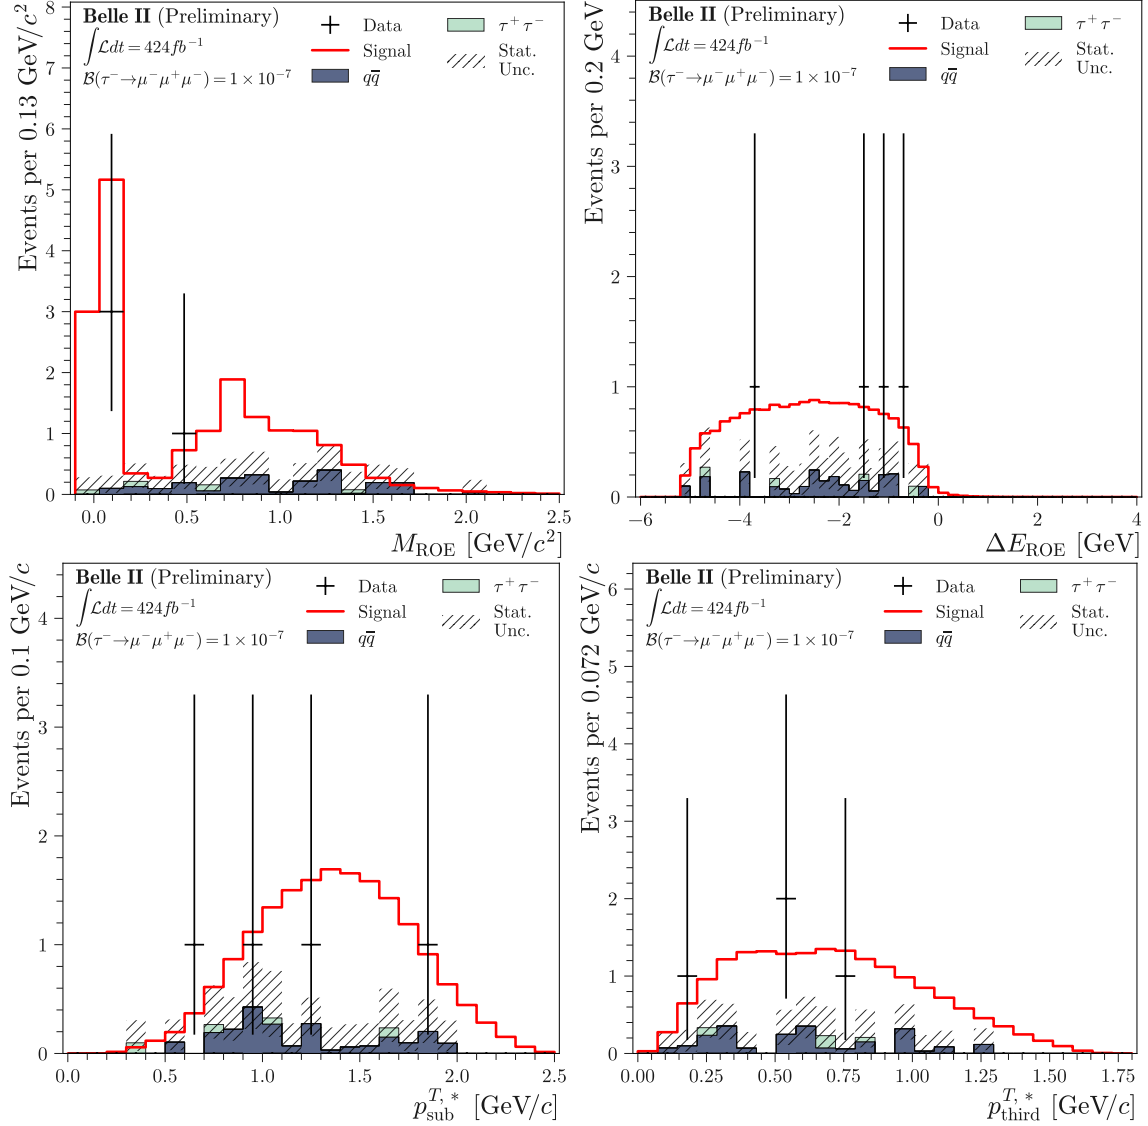 Belle II (Preliminary)
∫ℒdt = 424 fb⁻¹
ℬ(τ⁻→μ⁻μ⁺μ⁻) = 1 × 10⁻⁷
Data
Signal
qq̅
τ⁺τ⁻
Stat.
Unc.
Events per 0.13 GeV/c²
8
7
6
5
4
3
2
1
0
0.0 0.5 1.0 1.5 2.0 2.5
M_ROE [GeV/c²]
Belle II (Preliminary)
∫ℒdt = 424 fb⁻¹
ℬ(τ⁻→μ⁻μ⁺μ⁻) = 1 × 10⁻⁷
Data
Signal
qq̅
τ⁺τ⁻
Stat.
Unc.
Events per 0.2 GeV
4
3
2
1
0
−6 −4 −2 0 2 4
ΔE_ROE [GeV]
Belle II (Preliminary)
∫ℒdt = 424 fb⁻¹
ℬ(τ⁻→μ⁻μ⁺μ⁻) = 1 × 10⁻⁷
Data
Signal
qq̅
τ⁺τ⁻
Stat.
Unc.
Events per 0.1 GeV/c
4
3
2
1
0
0.0 0.5 1.0 1.5 2.0 2.5
p_sub^{T, *} [GeV/c]
Belle II (Preliminary)
∫ℒdt = 424 fb⁻¹
ℬ(τ⁻→μ⁻μ⁺μ⁻) = 1 × 10⁻⁷
Data
Signal
qq̅
τ⁺τ⁻
Stat.
Unc.
Events per 0.072 GeV/c
6
5
4
3
2
1
0
0.00 0.25 0.50 0.75 1.00 1.25 1.50 1.75
p_third^{T, *} [GeV/c]